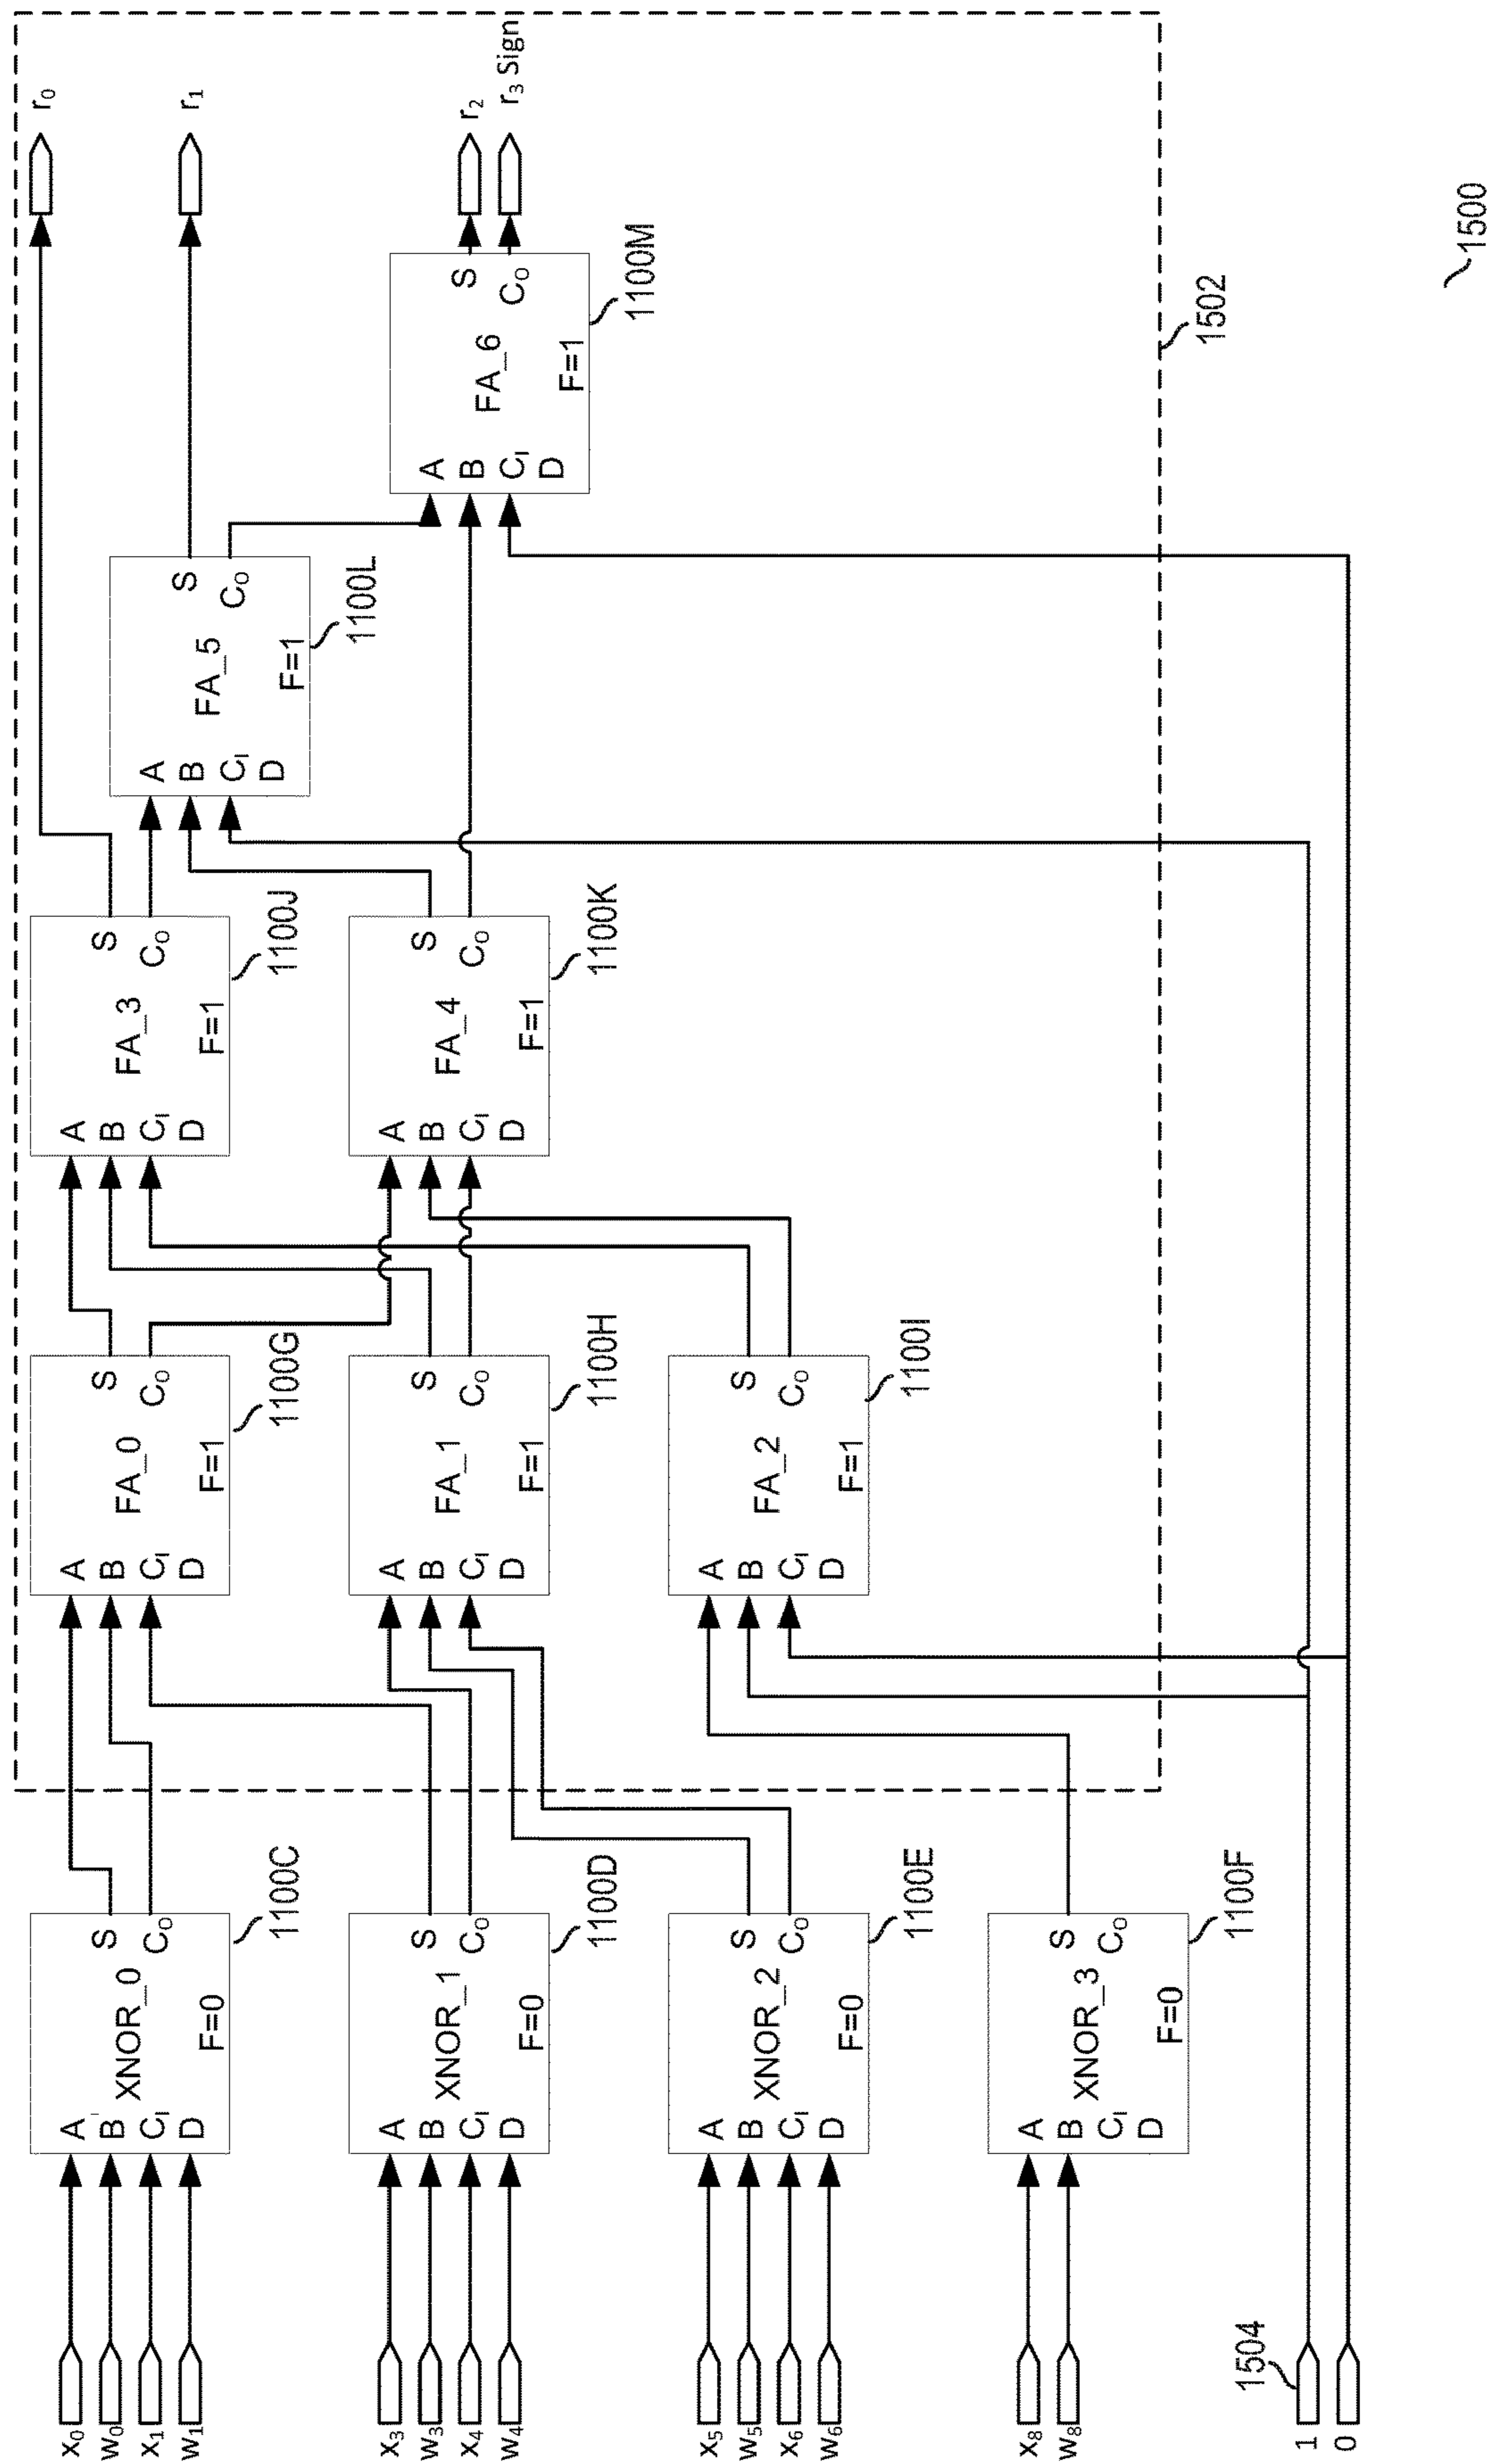 x0
w0
x1
w1
A
B
CI
D
XNOR_0
F=0
S
CO
1100C
A
B
CI
D
FA_0
F=1
S
CO
1100G
A
B
CI
D
FA_3
F=1
S
CO
1100J
A
B
CI
D
FA_5
F=1
S
CO
1100L
r0
r1
x3
w3
x4
w4
A
B
CI
D
XNOR_1
F=0
S
CO
1100D
A
B
CI
D
FA_1
F=1
S
CO
1100H
A
B
CI
D
FA_4
F=1
S
CO
1100K
A
B
CI
D
FA_6
F=1
S
CO
1100M
r2
r3 Sign
x5
w5
x6
w6
A
B
CI
D
XNOR_2
F=0
S
CO
1100E
A
B
CI
D
FA_2
F=1
S
CO
1100I
x8
w8
A
B
CI
D
XNOR_3
F=0
S
CO
1100F
1502
1504
1
0
1500